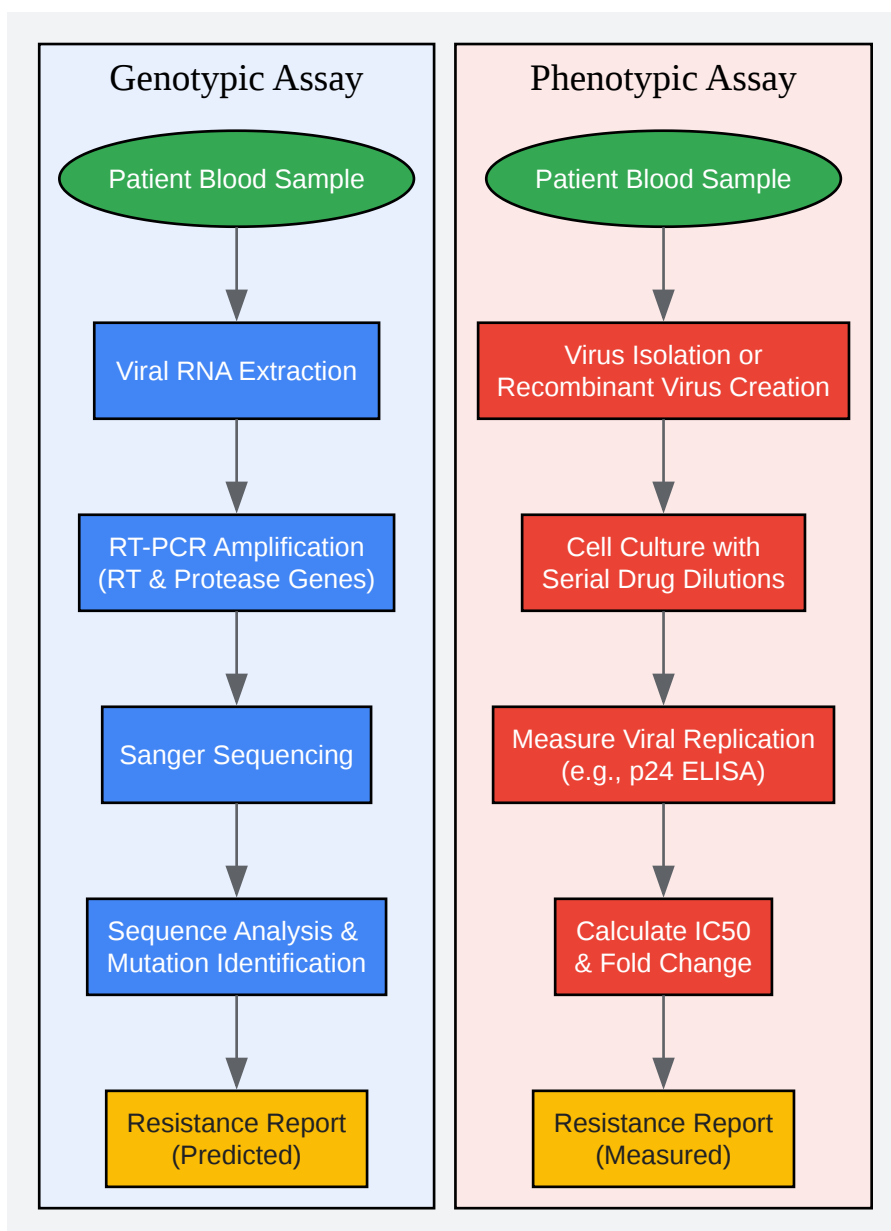 Genotypic Assay
Patient Blood Sample
Viral RNA Extraction
RT-PCR Amplification
(RT & Protease Genes)
Sanger Sequencing
Sequence Analysis &
Mutation Identification
Resistance Report
(Predicted)
Phenotypic Assay
Patient Blood Sample
Virus Isolation or
Recombinant Virus Creation
Cell Culture with
Serial Drug Dilutions
Measure Viral Replication
(e.g., p24 ELISA)
Calculate IC50
& Fold Change
Resistance Report
(Measured)